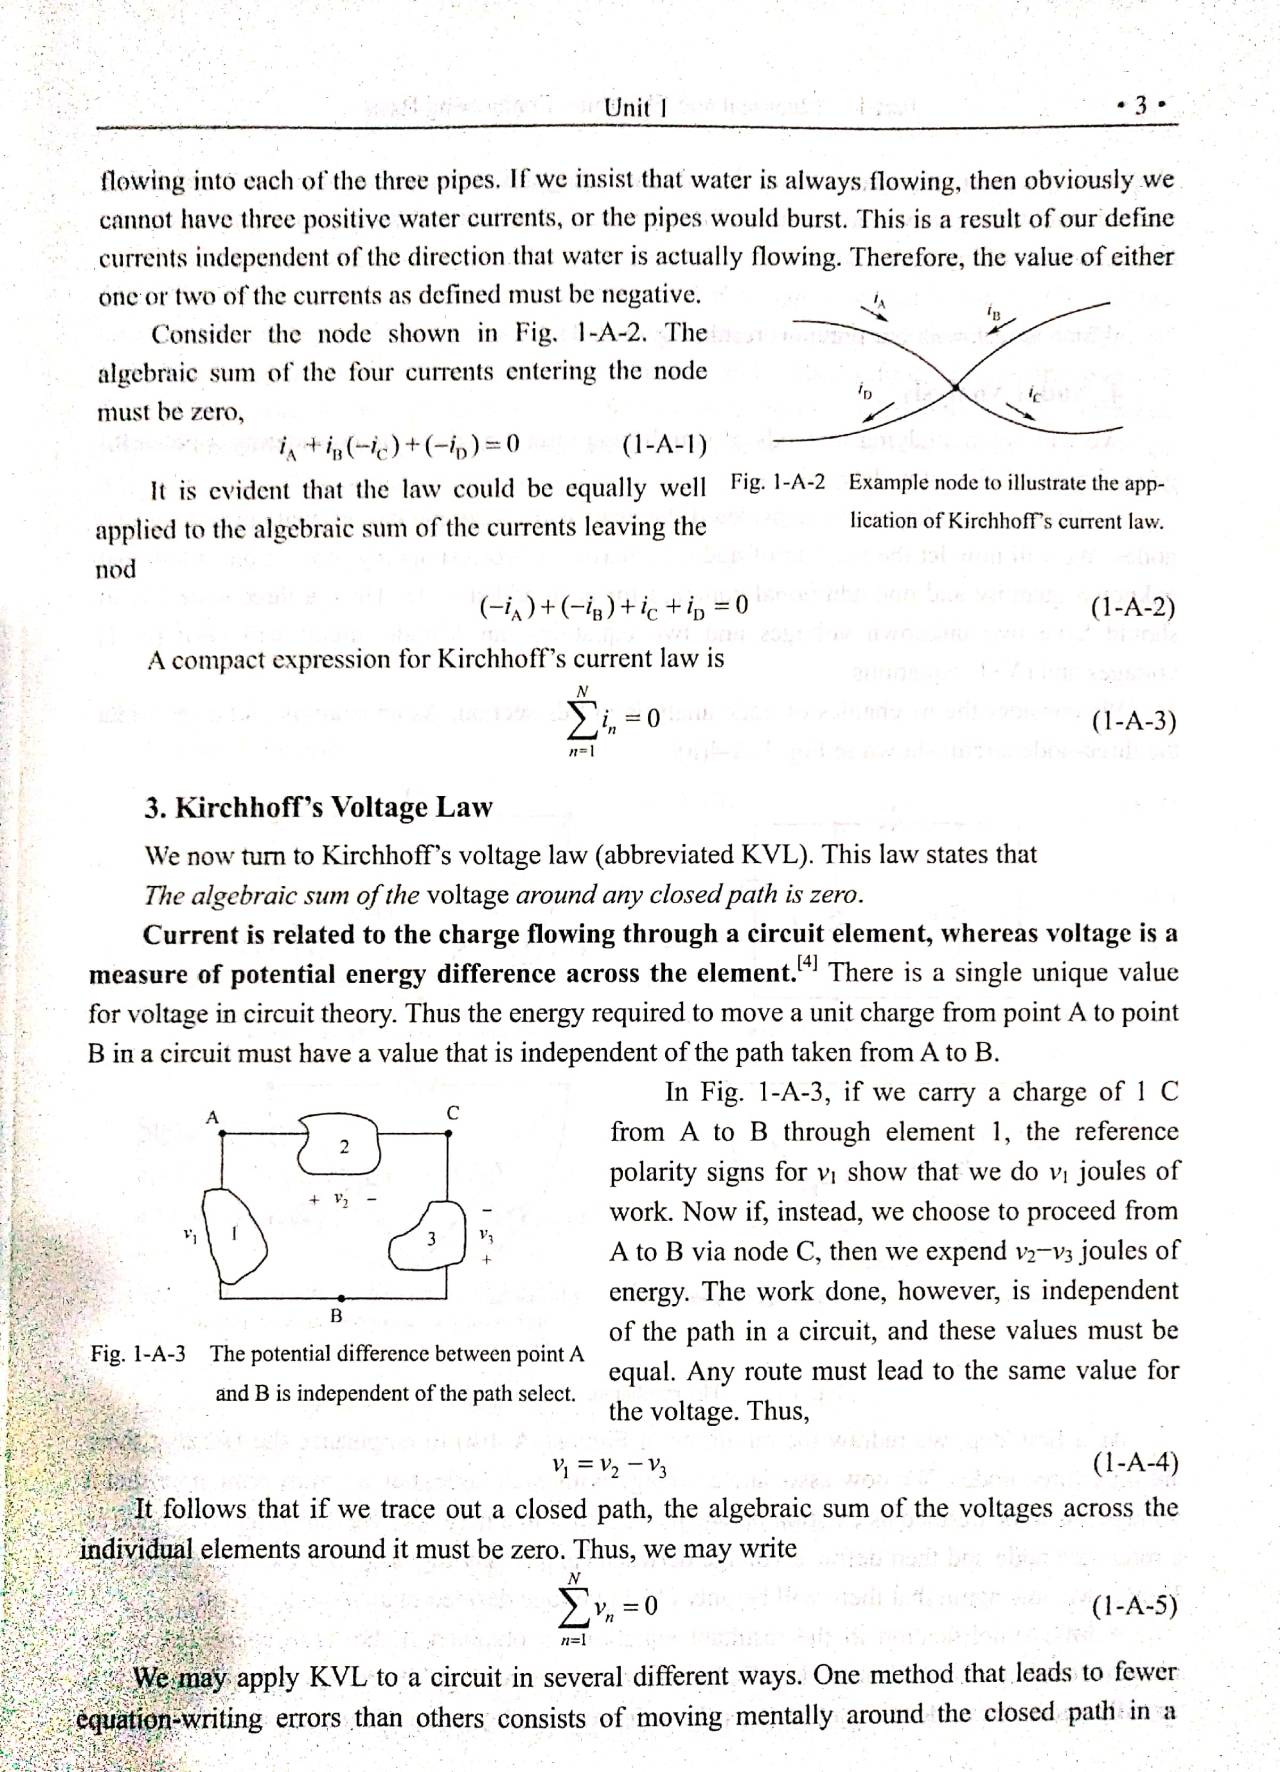 Unit 1
• 3 •
flowing into each of the three pipes. If we insist that water is always flowing, then obviously we
cannot have three positive water currents, or the pipes would burst. This is a result of our define
currents independent of the direction that water is actually flowing. Therefore, the value of either
one or two of the currents as defined must be negative.
Consider the node shown in Fig. 1-A-2. The
algebraic sum of the four currents entering the node
must be zero,
i_A + i_B(−i_C) + (−i_D) = 0 (1-A-1)
It is evident that the law could be equally well
applied to the algebraic sum of the currents leaving the
nod
i_A
i_B
i_D
i_C
Fig. 1-A-2 Example node to illustrate the app-
lication of Kirchhoff's current law.
(−i_A) + (−i_B) + i_C + i_D = 0 (1-A-2)
A compact expression for Kirchhoff's current law is
N
∑ i_n = 0 (1-A-3)
n=1
3. Kirchhoff's Voltage Law
We now turn to Kirchhoff's voltage law (abbreviated KVL). This law states that
The algebraic sum of the voltage around any closed path is zero.
Current is related to the charge flowing through a circuit element, whereas voltage is a
measure of potential energy difference across the element.[4] There is a single unique value
for voltage in circuit theory. Thus the energy required to move a unit charge from point A to point
B in a circuit must have a value that is independent of the path taken from A to B.
A
C
2
+ v₂ −
v₁
1
3
−
v₃
+
B
Fig. 1-A-3 The potential difference between point A
and B is independent of the path select.
In Fig. 1-A-3, if we carry a charge of 1 C
from A to B through element 1, the reference
polarity signs for v₁ show that we do v₁ joules of
work. Now if, instead, we choose to proceed from
A to B via node C, then we expend v₂−v₃ joules of
energy. The work done, however, is independent
of the path in a circuit, and these values must be
equal. Any route must lead to the same value for
the voltage. Thus,
v₁ = v₂ − v₃ (1-A-4)
It follows that if we trace out a closed path, the algebraic sum of the voltages across the
individual elements around it must be zero. Thus, we may write
N
∑ v_n = 0 (1-A-5)
n=1
We may apply KVL to a circuit in several different ways. One method that leads to fewer
equation-writing errors than others consists of moving mentally around the closed path in a